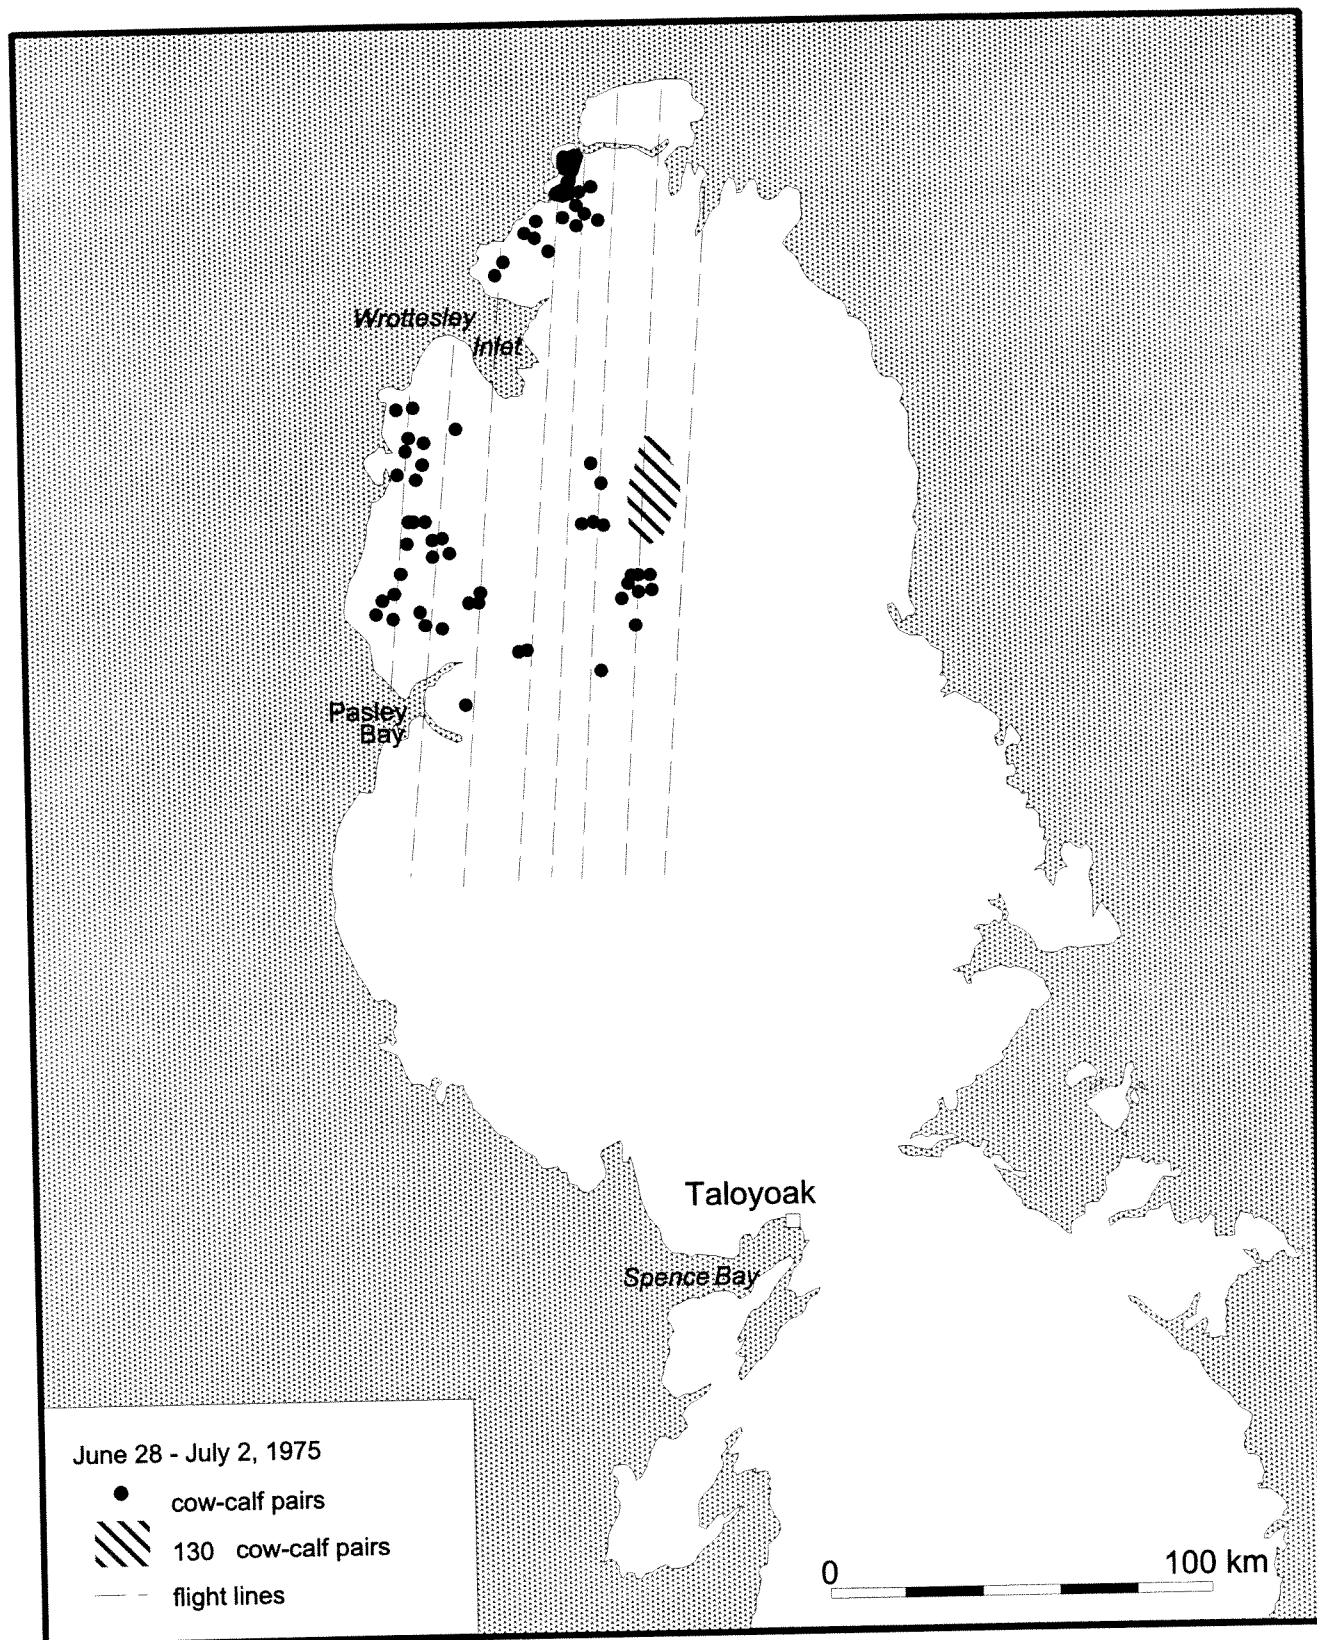 Wrottesley
Inlet
Pasley
Bay
Taloyoak
Spence Bay
June 28 - July 2, 1975
cow-calf pairs
130 cow-calf pairs
flight lines
0 100 km